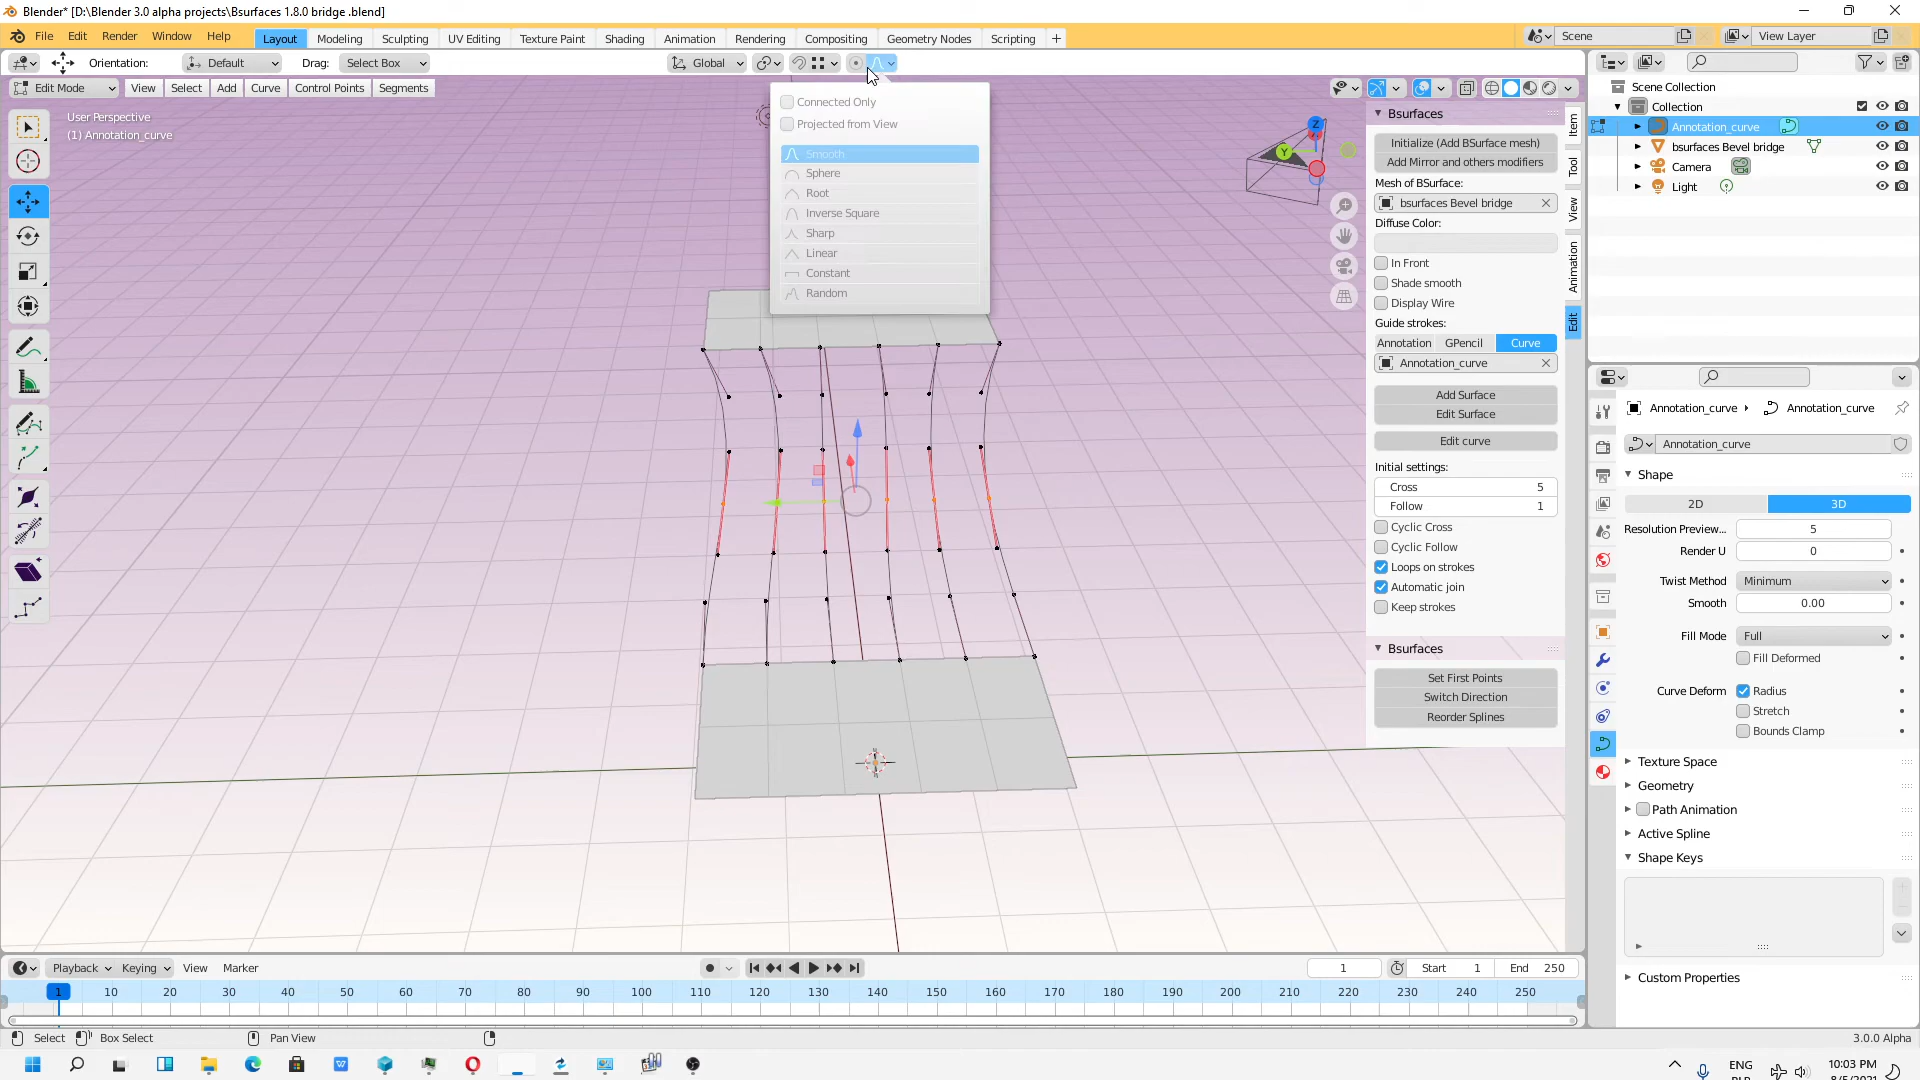 Blender* [D:\Blender 3.0 alpha projects\Bsurfaces 1.8.0 bridge .blend]
File Edit Render Window Help Layout Modeling Sculpting UV Editing Texture Paint Shading Animation Rendering Compositing Geometry Nodes Scripting + Scene View Layer
Orientation: Default Drag: Select Box Global
Edit Mode View Select Add Curve Control Points Segments
User Perspective
(1) Annotation_curve
Connected Only
Projected from View
Smooth
Sphere
Root
Inverse Square
Sharp
Linear
Constant
Random
Z
Y
Bsurfaces
Initialize (Add BSurface mesh)
Add Mirror and others modifiers
Mesh of BSurface:
bsurfaces Bevel bridge
Diffuse Color:
In Front
Shade smooth
Display Wire
Guide strokes:
Annotation GPencil Curve
Annotation_curve
Add Surface
Edit Surface
Edit curve
Initial settings:
Cross 5
Follow 1
Cyclic Cross
Cyclic Follow
Loops on strokes
Automatic join
Keep strokes
Bsurfaces
Set First Points
Switch Direction
Reorder Splines
Item
Tool
View
Animation
Edit
Scene Collection
Collection
Annotation_curve
bsurfaces Bevel bridge
Camera
Light
Annotation_curve Annotation_curve
Annotation_curve
Shape
2D 3D
Resolution Preview... 5
Render U 0
Twist Method Minimum
Smooth 0.00
Fill Mode Full
Fill Deformed
Curve Deform Radius
Stretch
Bounds Clamp
Texture Space
Geometry
Path Animation
Active Spline
Shape Keys
Custom Properties
Playback Keying View Marker 1 Start 1 End 250
1 10 20 30 40 50 60 70 80 90 100 110 120 130 140 150 160 170 180 190 200 210 220 230 240 250
Select Box Select Pan View 3.0.0 Alpha
ENG
10:03 PM